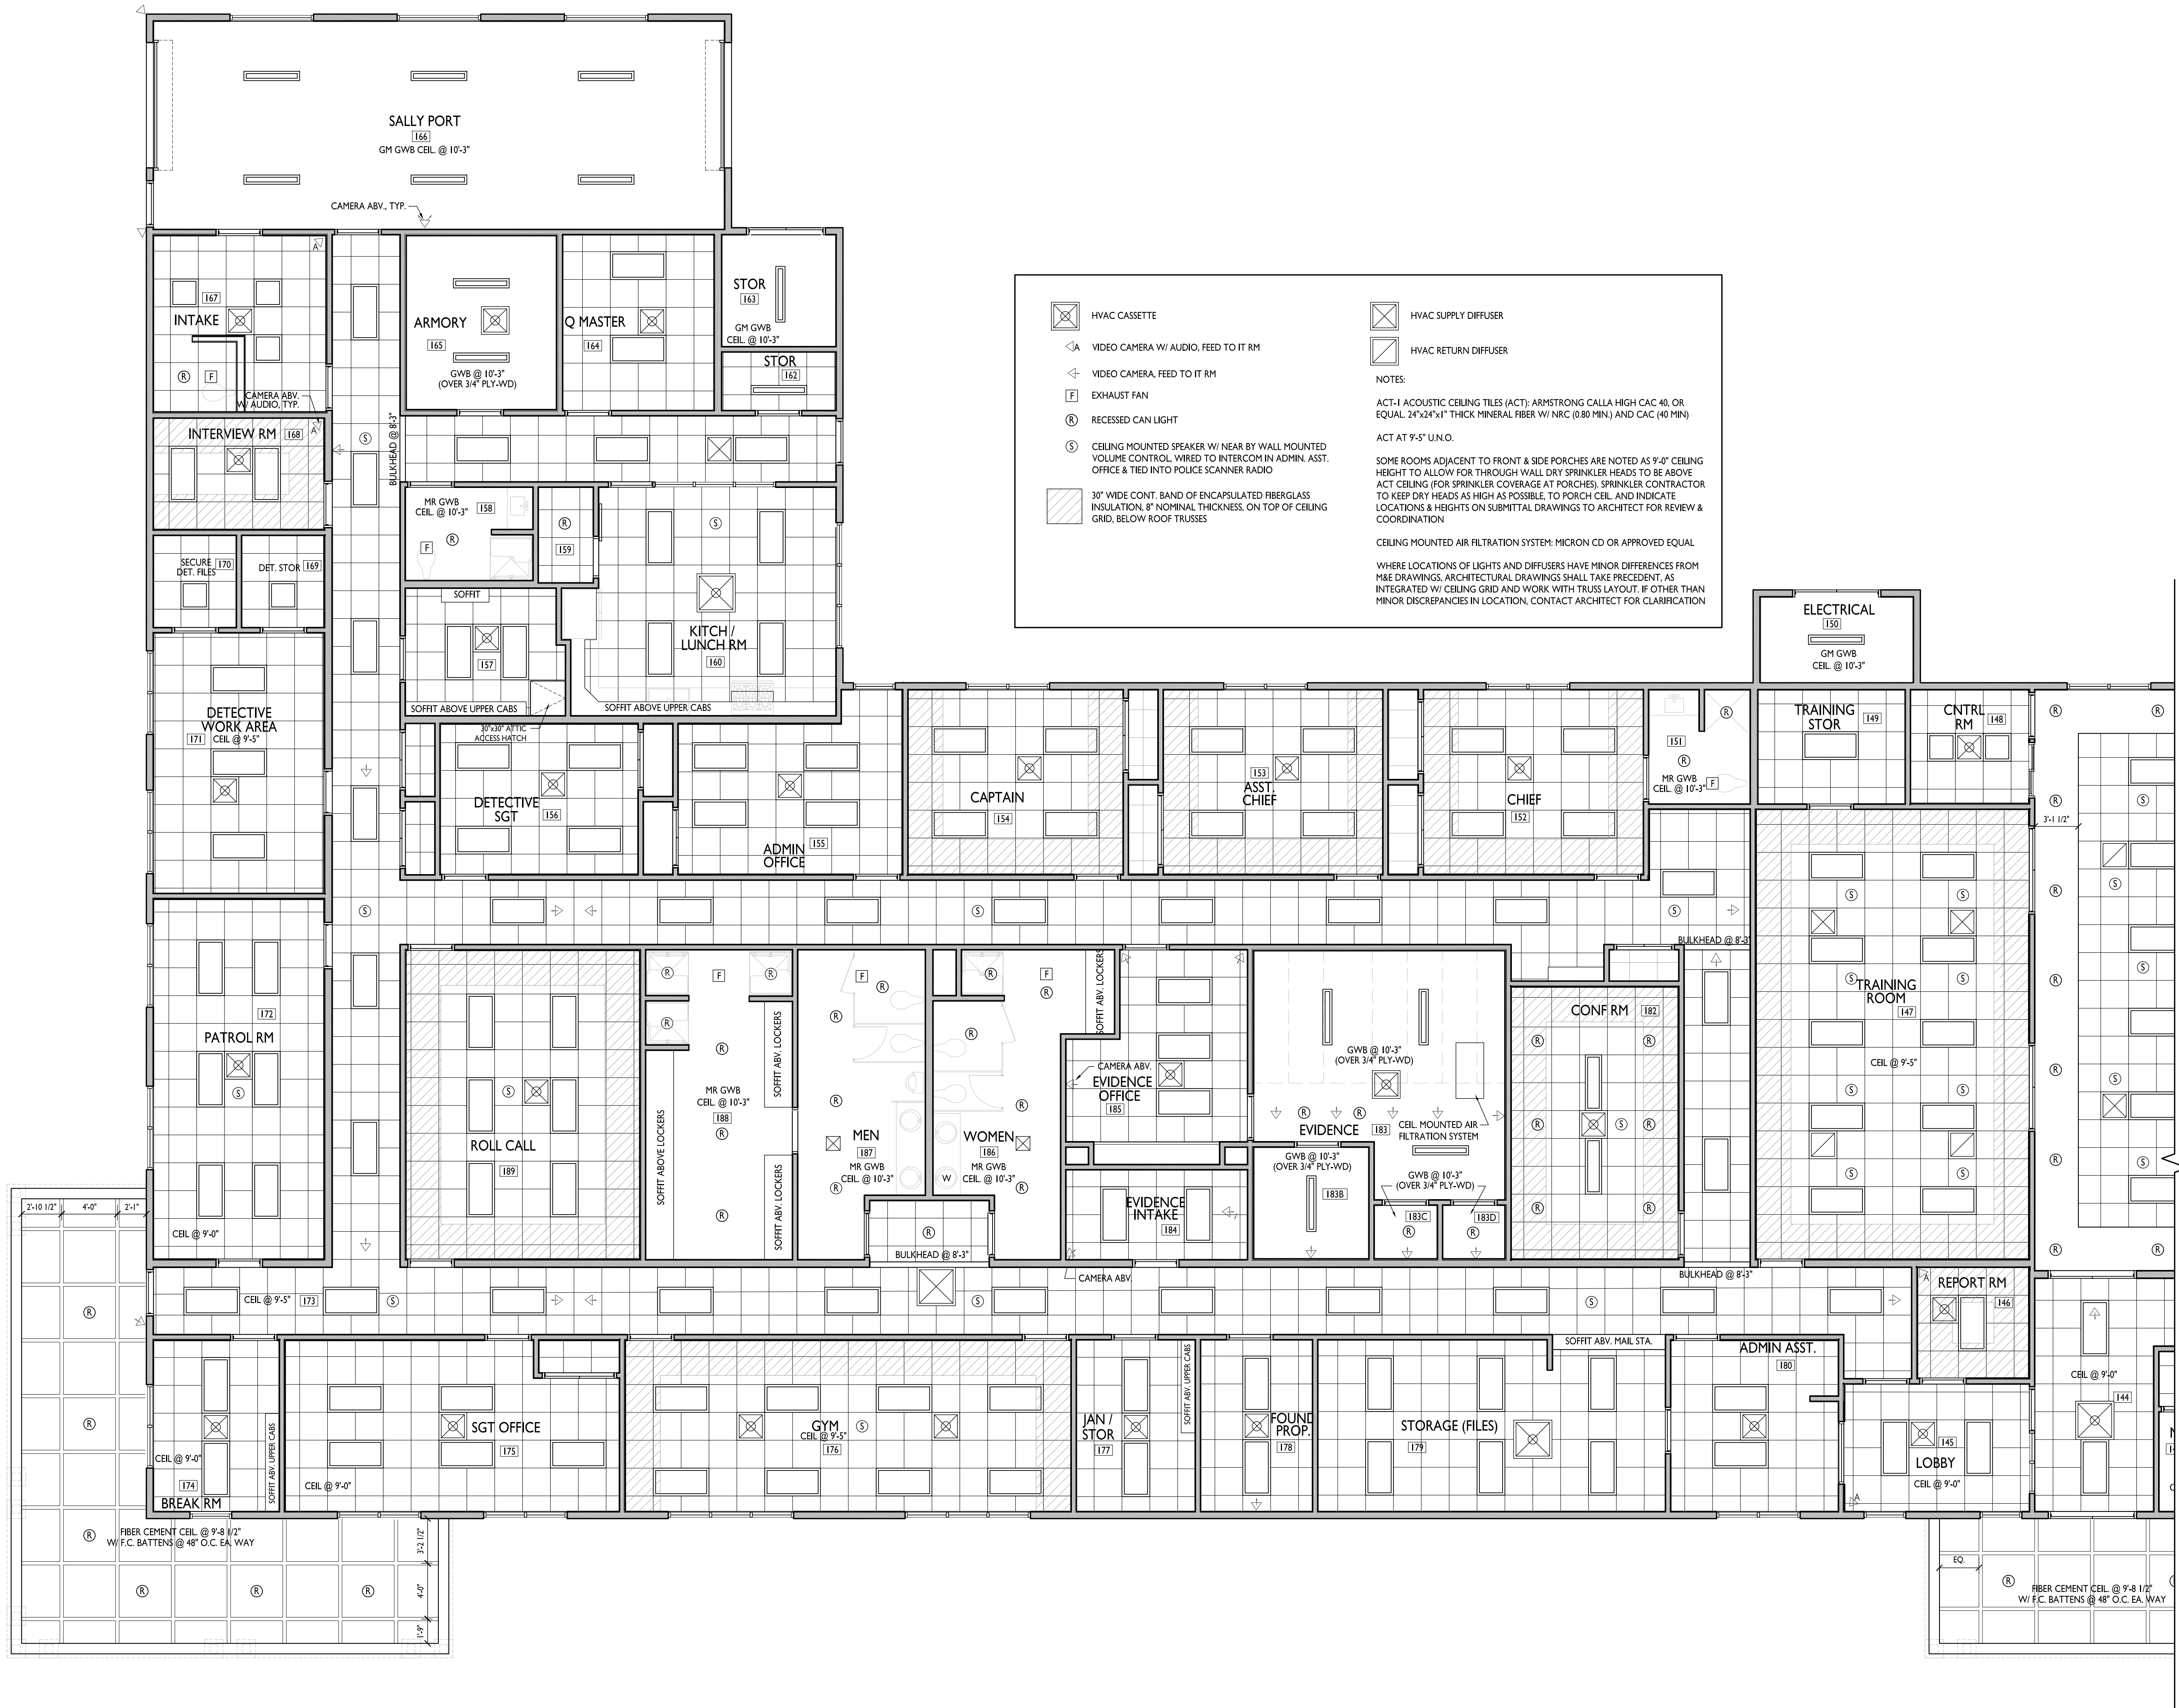 SALLY PORT
166
GM GWB CEIL. @ 10'-3"
CAMERA ABV., TYP.
A
167
INTAKE
R
F
CAMERA ABV.
W/ AUDIO, TYP.
A
INTERVIEW RM 168
S
BULKHEAD @ 8'-3"
ARMORY
165
GWB @ 10'-3"
(OVER 3/4" PLY-WD)
Q MASTER
164
STOR
163
GM GWB
CEIL. @ 10'-3"
STOR
162
HVAC CASSETTE
A VIDEO CAMERA W/ AUDIO, FEED TO IT RM
VIDEO CAMERA, FEED TO IT RM
F EXHAUST FAN
R RECESSED CAN LIGHT
S CEILING MOUNTED SPEAKER W/ NEAR BY WALL MOUNTED
VOLUME CONTROL, WIRED TO INTERCOM IN ADMIN. ASST.
OFFICE & TIED INTO POLICE SCANNER RADIO
30" WIDE CONT. BAND OF ENCAPSULATED FIBERGLASS
INSULATION, 8" NOMINAL THICKNESS, ON TOP OF CEILING
GRID, BELOW ROOF TRUSSES
HVAC SUPPLY DIFFUSER
HVAC RETURN DIFFUSER
NOTES:
ACT-1 ACOUSTIC CEILING TILES (ACT): ARMSTRONG CALLA HIGH CAC 40, OR
EQUAL. 24"x24"x1" THICK MINERAL FIBER W/ NRC (0.80 MIN.) AND CAC (40 MIN)
ACT AT 9'-5" U.N.O.
SOME ROOMS ADJACENT TO FRONT & SIDE PORCHES ARE NOTED AS 9'-0" CEILING
HEIGHT TO ALLOW FOR THROUGH WALL DRY SPRINKLER HEADS TO BE ABOVE
ACT CEILING (FOR SPRINKLER COVERAGE AT PORCHES). SPRINKLER CONTRACTOR
TO KEEP DRY HEADS AS HIGH AS POSSIBLE, TO PORCH CEIL. AND INDICATE
LOCATIONS & HEIGHTS ON SUBMITTAL DRAWINGS TO ARCHITECT FOR REVIEW &
COORDINATION
CEILING MOUNTED AIR FILTRATION SYSTEM: MICRON CD OR APPROVED EQUAL
WHERE LOCATIONS OF LIGHTS AND DIFFUSERS HAVE MINOR DIFFERENCES FROM
M&E DRAWINGS, ARCHITECTURAL DRAWINGS SHALL TAKE PRECEDENT, AS
INTEGRATED W/ CEILING GRID AND WORK WITH TRUSS LAYOUT. IF OTHER THAN
MINOR DISCREPANCIES IN LOCATION, CONTACT ARCHITECT FOR CLARIFICATION
MR GWB
CEIL. @ 10'-3" 158
R
F
R
159
S
KITCH /
LUNCH RM
160
SOFFIT ABOVE UPPER CABS
SECURE 170
DET. FILES
DET. STOR 169
SOFFIT
157
SOFFIT ABOVE UPPER CABS
30"x30" ATTIC
ACCESS HATCH
DETECTIVE
WORK AREA
171 CEIL @ 9'-5"
DETECTIVE
SGT 156
ADMIN 155
OFFICE
CAPTAIN
154
153
ASST.
CHIEF
CHIEF
152
R
151
R
MR GWB
CEIL. @ 10'-3" F
ELECTRICAL
150
GM GWB
CEIL. @ 10'-3"
TRAINING
STOR 149
CNTRL
RM 148
R R
S
R
3'-1 1/2"
R
S
R
S
R
S
R
S
R R
S S S S
BULKHEAD @ 8'-3"
S S
S S
TRAINING
ROOM
147
CEIL @ 9'-5"
S S
S S
172
PATROL RM
S
CEIL @ 9'-0"
S
ROLL CALL
189
R R
F
R
R
SOFFIT ABV. LOCKERS
MR GWB
CEIL. @ 10'-3"
188
R
SOFFIT ABOVE LOCKERS
SOFFIT ABV. LOCKERS
R
F
R
R
R
MEN
187
MR GWB
CEIL. @ 10'-3"
R
R
F
R
R
R
WOMEN
186
MR GWB
CEIL. @ 10'-3"
W
R
R
BULKHEAD @ 8'-3"
SOFFIT ABV. LOCKERS
CAMERA ABV.
EVIDENCE
OFFICE
185
EVIDENCE
INTAKE
184
CAMERA ABV.
GWB @ 10'-3"
(OVER 3/4" PLY-WD)
R R
EVIDENCE 183
CEIL. MOUNTED AIR
FILTRATION SYSTEM
GWB @ 10'-3"
(OVER 3/4" PLY-WD)
183B
GWB @ 10'-3"
(OVER 3/4" PLY-WD)
183C
R
183D
R
CONF RM 182
R R
R S R
R R
2'-10 1/2" 4'-0" 2'-1"
R
R
R
FIBER CEMENT CEIL. @ 9'-8 1/2"
W/ F.C. BATTENS @ 48" O.C. EA. WAY
R R R
3'-2 1/2"
4'-0"
1'-9"
CEIL @ 9'-5" 173 S S S
BULKHEAD @ 8'-3"
A
REPORT RM
146
CEIL @ 9'-0"
174
BREAK RM
SOFFIT ABV. UPPER CABS
SGT OFFICE
175
CEIL @ 9'-0"
GYM S
CEIL @ 9'-5"
176
JAN /
STOR
177
SOFFIT ABV. UPPER CABS
FOUND
PROP.
178
STORAGE (FILES)
179
SOFFIT ABV. MAIL STA.
ADMIN ASST.
180
145
LOBBY
CEIL @ 9'-0"
A
CEIL @ 9'-0"
144
EQ.
R
FIBER CEMENT CEIL. @ 9'-8 1/2"
W/ F.C. BATTENS @ 48" O.C. EA. WAY